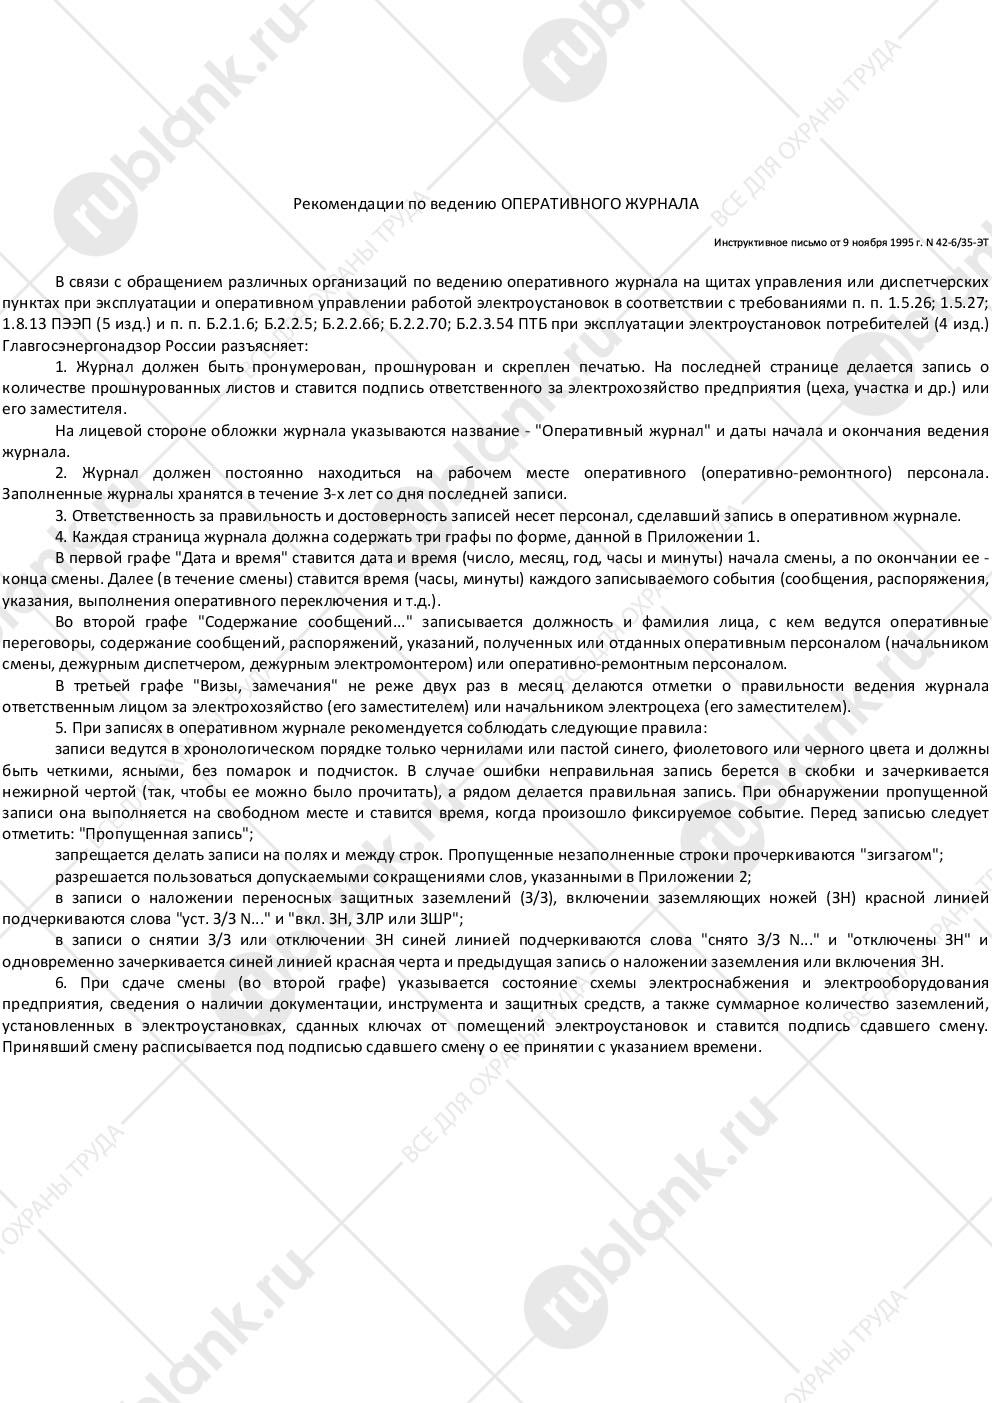 Рекомендации по ведению ОПЕРАТИВНОГО ЖУРНАЛА
Инструктивное письмо от 9 ноября 1995 г. N 42-6/35-ЭТ
В связи с обращением различных организаций по ведению оперативного журнала на щитах управления или диспетчерских
пунктах при эксплуатации и оперативном управлении работой электроустановок в соответствии с требованиями п. п. 1.5.26; 1.5.27;
1.8.13 ПЭЭП (5 изд.) и п. п. Б.2.1.6; Б.2.2.5; Б.2.2.66; Б.2.2.70; Б.2.3.54 ПТБ при эксплуатации электроустановок потребителей (4 изд.)
Главгосэнергонадзор России разъясняет:
1. Журнал должен быть пронумерован, прошнурован и скреплен печатью. На последней странице делается запись о
количестве прошнурованных листов и ставится подпись ответственного за электрохозяйство предприятия (цеха, участка и др.) или
его заместителя.
На лицевой стороне обложки журнала указываются название - "Оперативный журнал" и даты начала и окончания ведения
журнала.
2. Журнал должен постоянно находиться на рабочем месте оперативного (оперативно-ремонтного) персонала.
Заполненные журналы хранятся в течение 3-х лет со дня последней записи.
3. Ответственность за правильность и достоверность записей несет персонал, сделавший запись в оперативном журнале.
4. Каждая страница журнала должна содержать три графы по форме, данной в Приложении 1.
В первой графе "Дата и время" ставится дата и время (число, месяц, год, часы и минуты) начала смены, а по окончании ее -
конца смены. Далее (в течение смены) ставится время (часы, минуты) каждого записываемого события (сообщения, распоряжения,
указания, выполнения оперативного переключения и т.д.).
Во второй графе "Содержание сообщений..." записывается должность и фамилия лица, с кем ведутся оперативные
переговоры, содержание сообщений, распоряжений, указаний, полученных или отданных оперативным персоналом (начальником
смены, дежурным диспетчером, дежурным электромонтером) или оперативно-ремонтным персоналом.
В третьей графе "Визы, замечания" не реже двух раз в месяц делаются отметки о правильности ведения журнала
ответственным лицом за электрохозяйство (его заместителем) или начальником электроцеха (его заместителем).
5. При записях в оперативном журнале рекомендуется соблюдать следующие правила:
записи ведутся в хронологическом порядке только чернилами или пастой синего, фиолетового или черного цвета и должны
быть четкими, ясными, без помарок и подчисток. В случае ошибки неправильная запись берется в скобки и зачеркивается
нежирной чертой (так, чтобы ее можно было прочитать), а рядом делается правильная запись. При обнаружении пропущенной
записи она выполняется на свободном месте и ставится время, когда произошло фиксируемое событие. Перед записью следует
отметить: "Пропущенная запись";
запрещается делать записи на полях и между строк. Пропущенные незаполненные строки прочеркиваются "зигзагом";
разрешается пользоваться допускаемыми сокращениями слов, указанными в Приложении 2;
в записи о наложении переносных защитных заземлений (З/З), включении заземляющих ножей (ЗН) красной линией
подчеркиваются слова "уст. З/З N..." и "вкл. ЗН, ЗЛР или ЗШР";
в записи о снятии З/З или отключении ЗН синей линией подчеркиваются слова "снято З/З N..." и "отключены ЗН" и
одновременно зачеркивается синей линией красная черта и предыдущая запись о наложении заземления или включения ЗН.
6. При сдаче смены (во второй графе) указывается состояние схемы электроснабжения и электрооборудования
предприятия, сведения о наличии документации, инструмента и защитных средств, а также суммарное количество заземлений,
установленных в электроустановках, сданных ключах от помещений электроустановок и ставится подпись сдавшего смену.
Принявший смену расписывается под подписью сдавшего смену о ее принятии с указанием времени.
rublank.ru
ВСЕ ДЛЯ ОХРАНЫ ТРУДА